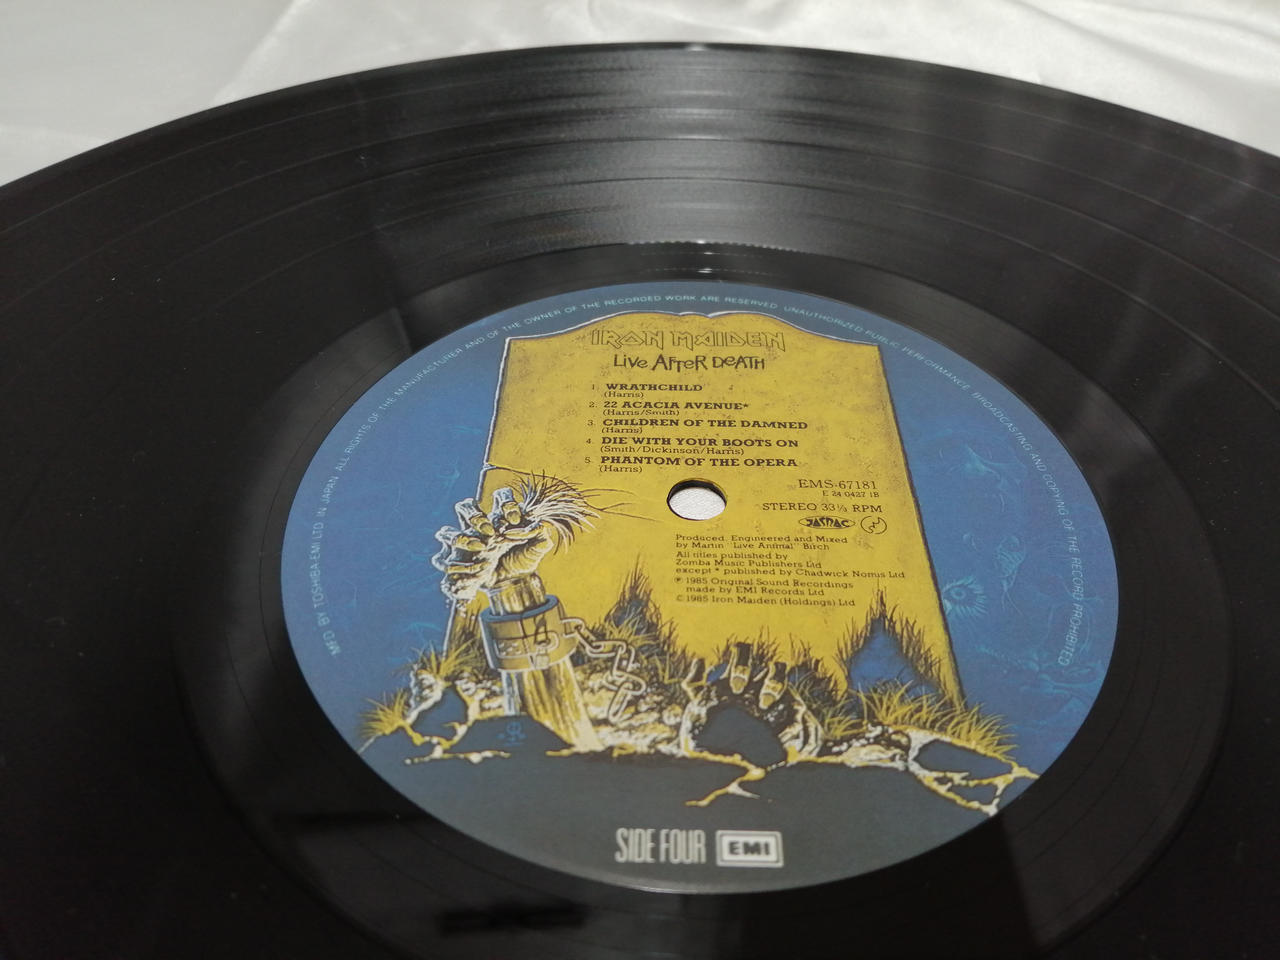 MF'D BY TOSHIBA EMI LTD. IN JAPAN ALL RIGHTS OF THE MANUFACTURER AND OF THE OWNER OF THE RECORDED WORK ARE RESERVED UNAUTHORIZED PUBLIC PERFORMANCE BROADCASTING AND COPYING OF THE RECORD PROHIBITED
IRON MAIDEN
LivE AFteR DeATH
1. WRATHCHILD
(Harris)
2. 22 ACACIA AVENUE*
(Harris/Smith)
3. CHILDREN OF THE DAMNED
(Harris)
4. DIE WITH YOUR BOOTS ON
(Smith/Dickinson/Harris)
5. PHANTOM OF THE OPERA
(Harris)
EMS-67181
E 24 0427 1B
STEREO 33⅓ RPM
JASRAC
Produced, Engineered and Mixed
by Martin 'Live Animal' Birch
All titles published by
Zomba Music Publishers Ltd
except * published by Chadwick Nomis Ltd
℗ 1985 Original Sound Recordings
made by EMI Records Ltd
© 1985 Iron Maiden (Holdings) Ltd
SIDE FOUR EMI